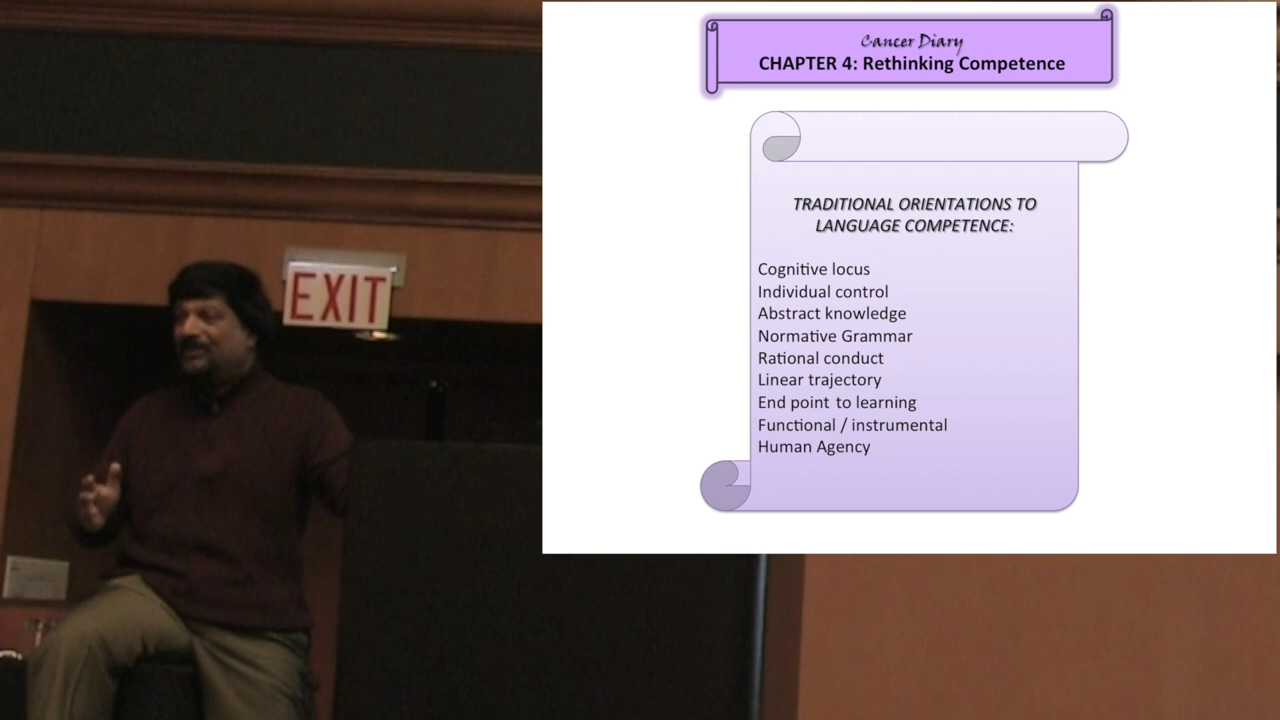 Cancer Diary
CHAPTER 4: Rethinking Competence
TRADITIONAL ORIENTATIONS TO
LANGUAGE COMPETENCE:
Cognitive locus
Individual control
Abstract knowledge
Normative Grammar
Rational conduct
Linear trajectory
End point to learning
Functional / instrumental
Human Agency
EXIT